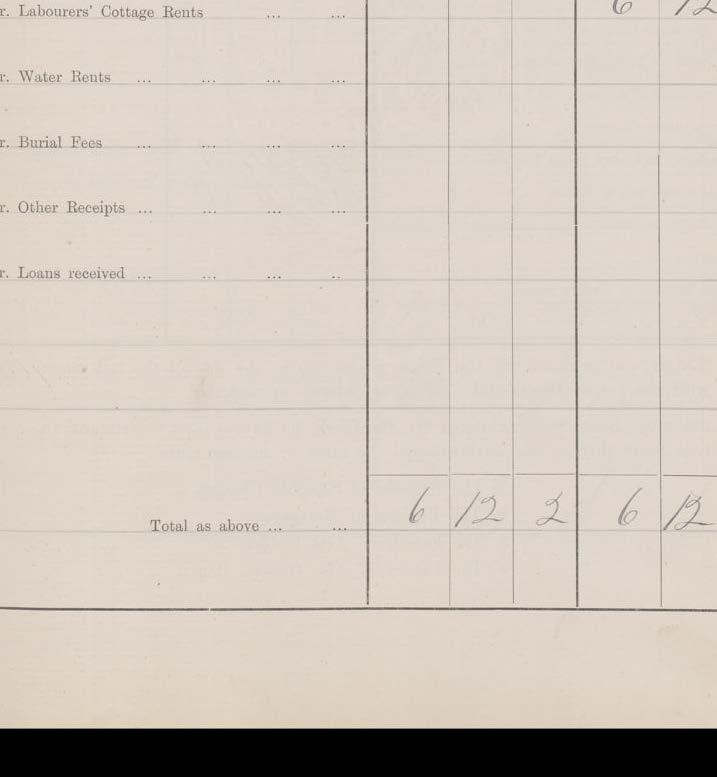 r. Labourers' Cottage Rents ... ... 6 12
r. Water Rents ... ... ... ...
r. Burial Fees ... ... ... ...
r. Other Receipts ... ... ... ...
r. Loans received ... ... ... ..
Total as above ... ... 6 12 2 6 12